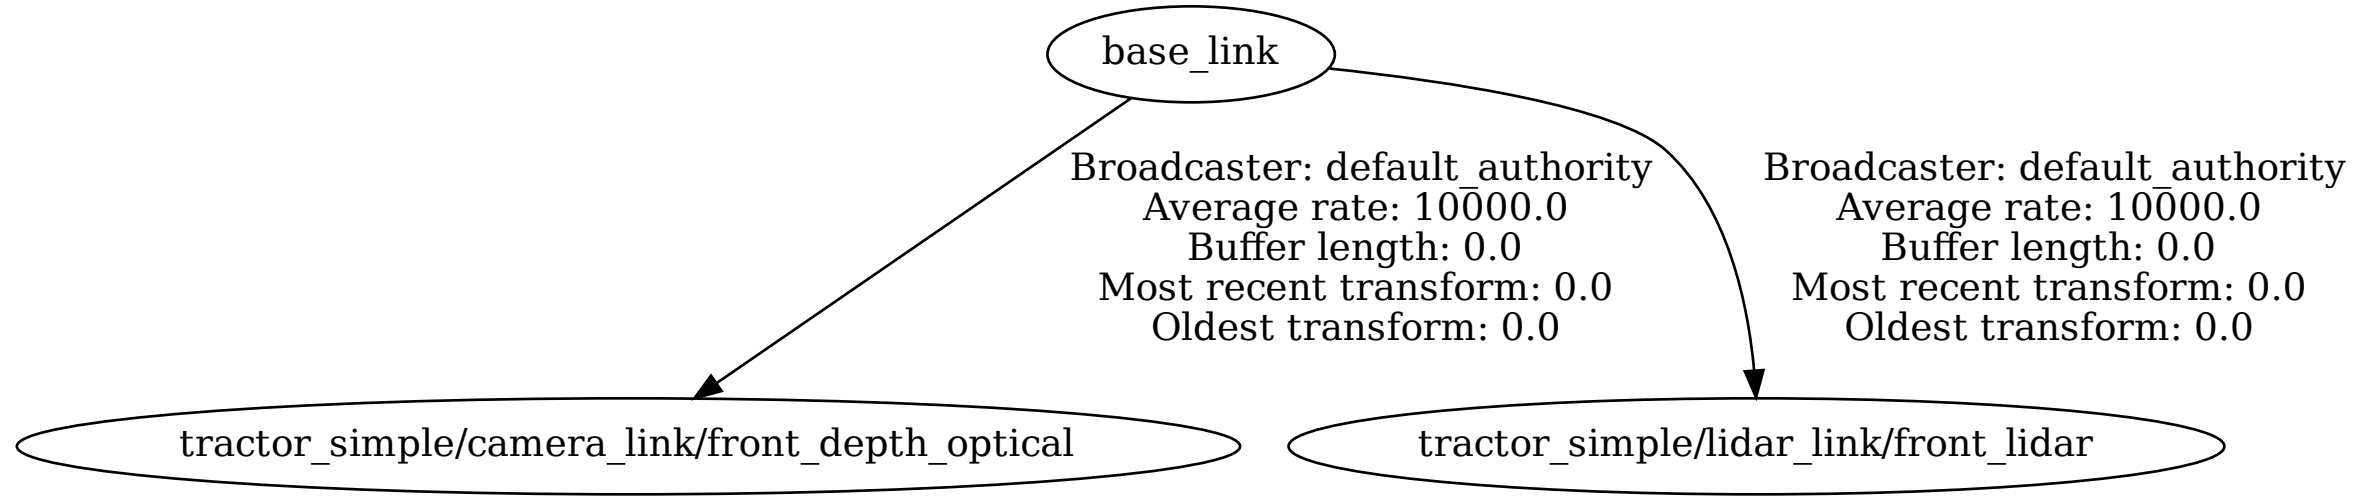 base_link
Broadcaster: default_authority
Average rate: 10000.0
Buffer length: 0.0
Most recent transform: 0.0
Oldest transform: 0.0
Broadcaster: default_authority
Average rate: 10000.0
Buffer length: 0.0
Most recent transform: 0.0
Oldest transform: 0.0
tractor_simple/camera_link/front_depth_optical
tractor_simple/lidar_link/front_lidar